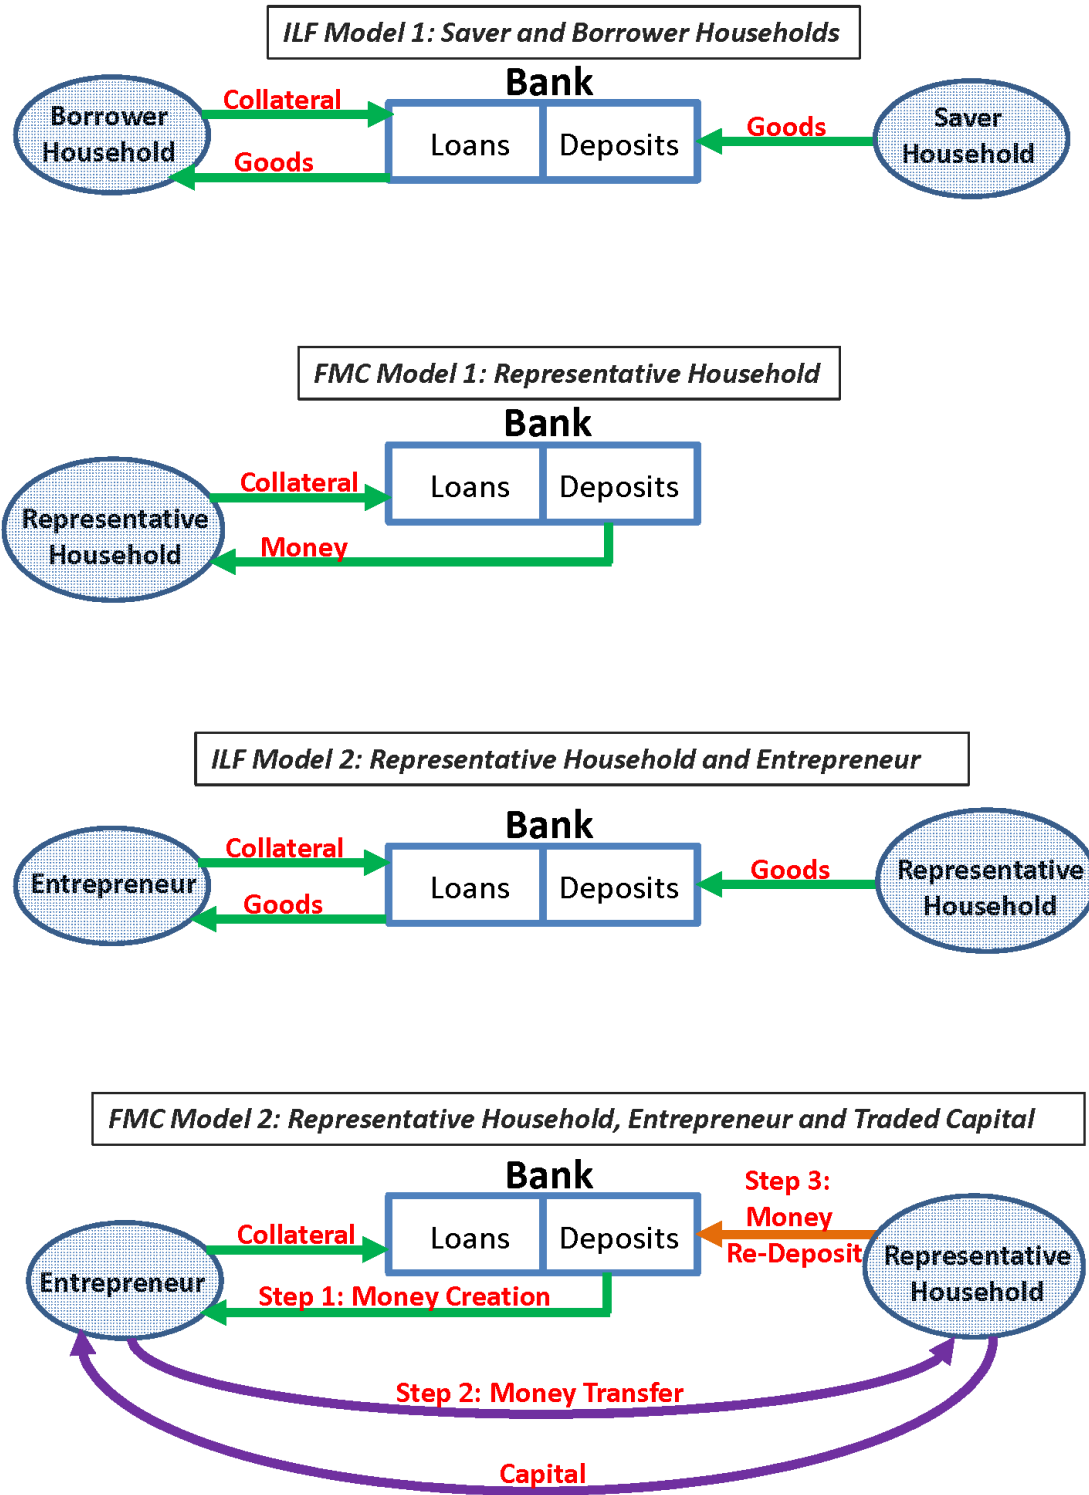 ILF Model 1: Saver and Borrower Households
Bank
Borrower
Household
Collateral
Goods
Loans
Deposits
Goods
Saver
Household
FMC Model 1: Representative Household
Bank
Representative
Household
Collateral
Money
Loans
Deposits
ILF Model 2: Representative Household and Entrepreneur
Bank
Entrepreneur
Collateral
Goods
Loans
Deposits
Goods
Representative
Household
FMC Model 2: Representative Household, Entrepreneur and Traded Capital
Bank
Entrepreneur
Collateral
Step 1: Money Creation
Loans
Deposits
Step 3:
Money
Re-Deposit
Representative
Household
Step 2: Money Transfer
Capital